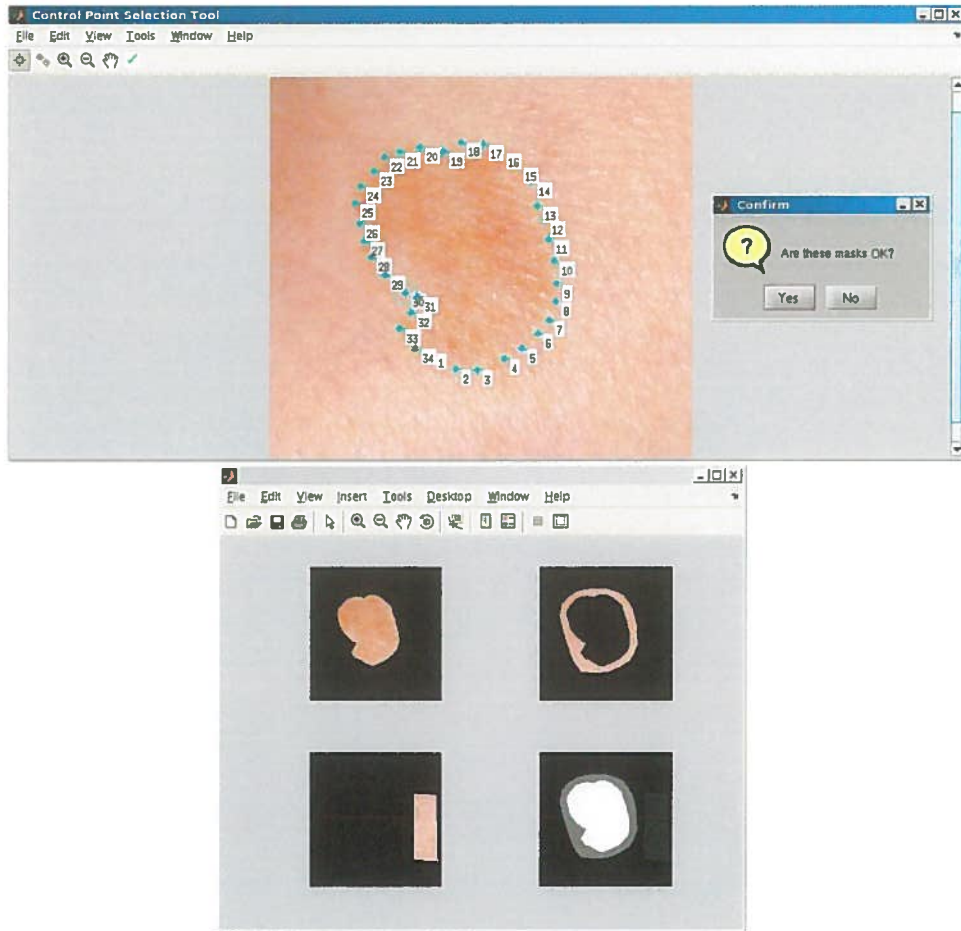 Control Point Selection Tool
File Edit View Tools Window Help
18 17
22 21 20 19 16
23 15
24 14
25 13
26 12
27 11
28 10
29 9
30 31 8
32 7
33 6
34 1 4 5
2 3
Confirm
?
Are these masks OK?
Yes No
File Edit View Insert Tools Desktop Window Help